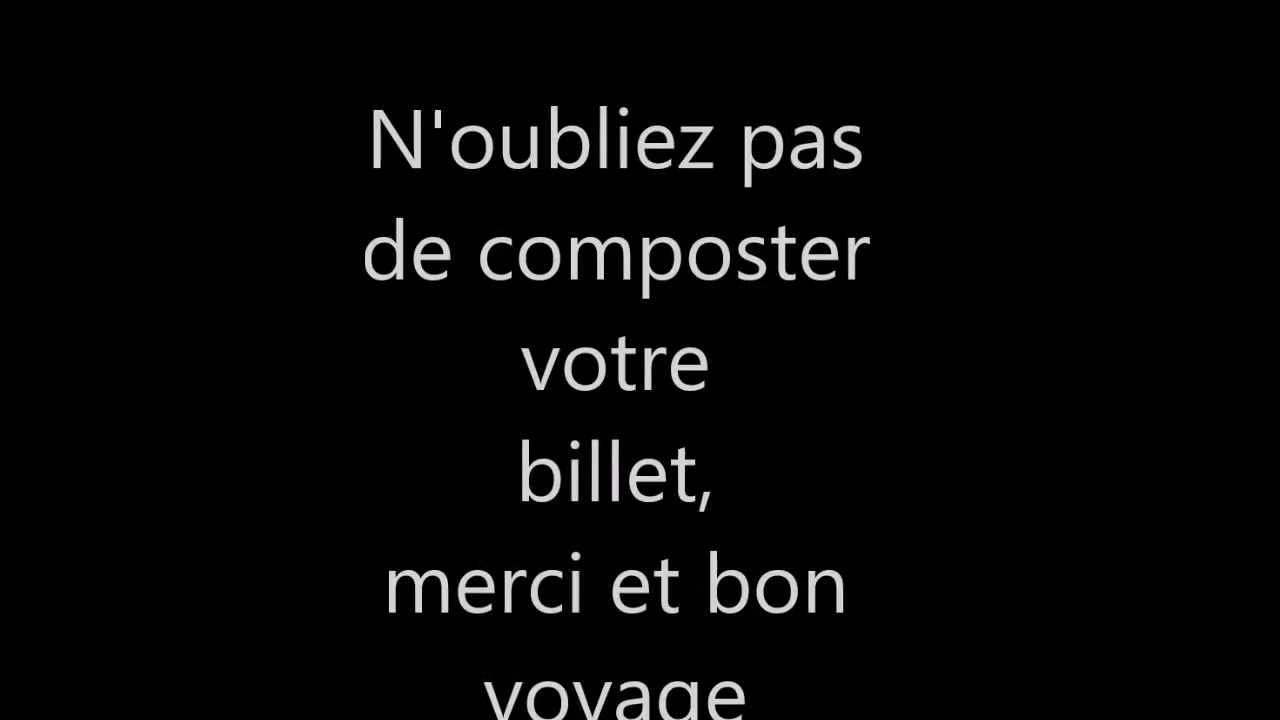 N'oubliez pas
de composter
votre
billet,
merci et bon
voyage